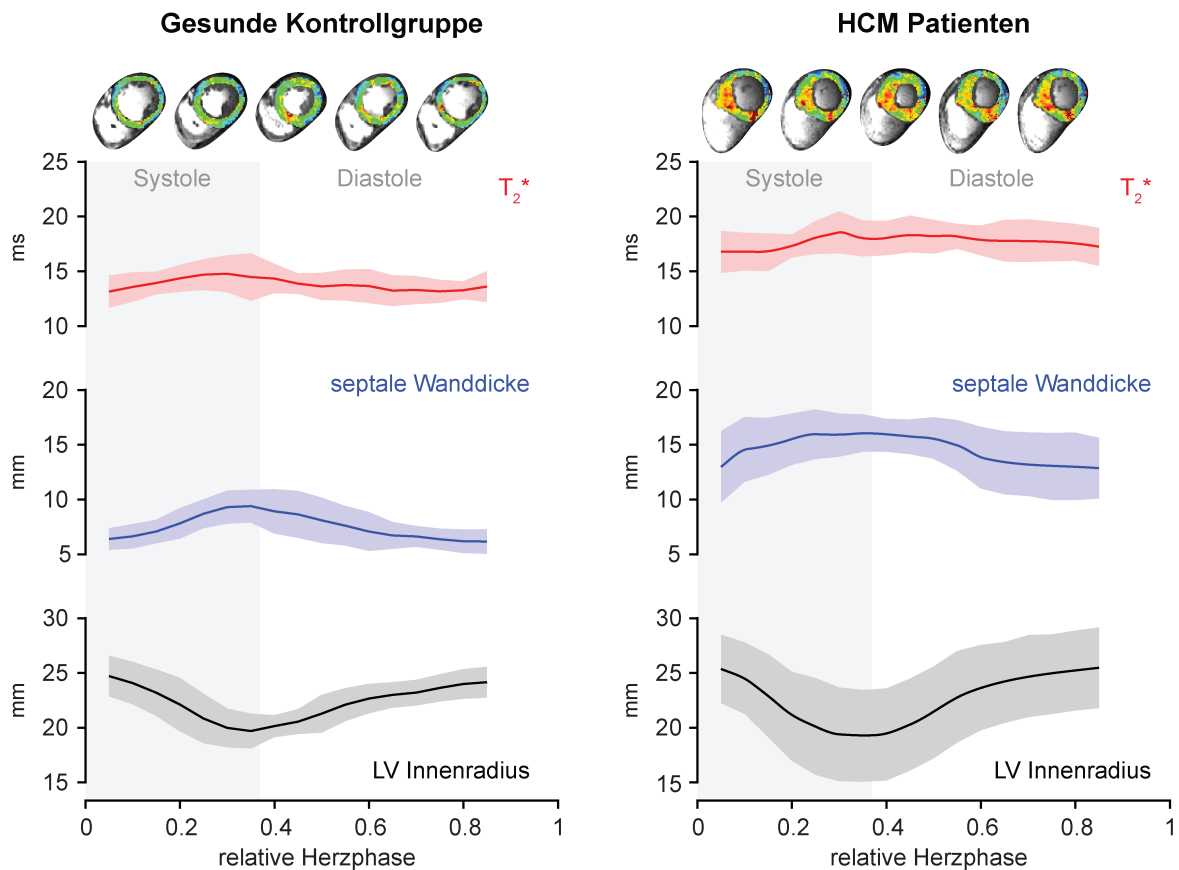 Gesunde Kontrollgruppe
25
Systole
Diastole
T2*
20
ms
15
10
septale Wanddicke
20
15
mm
10
5
30
25
mm
20
LV Innenradius
15
0
0.2
0.4
0.6
0.8
1
relative Herzphase
HCM Patienten
25
Systole
Diastole
T2*
20
ms
15
10
septale Wanddicke
20
15
mm
10
5
30
25
mm
20
LV Innenradius
15
0
0.2
0.4
0.6
0.8
1
relative Herzphase